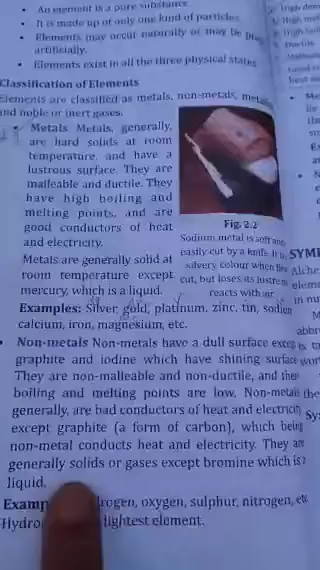 An element is a pure substance.
It is made up of only one kind of particles.
Elements may occur naturally or may be
artificially.
Elements exist in all the three physical states
Classification of Elements
Elements are classified as metals, non-metals,
and noble or inert gases.
Metals Metals, generally,
are hard solids at room
temperature, and have a
lustrous surface. They are
malleable and ductile. They
have high boiling and
melting points, and are
good conductors of heat
and electricity.
Metals are generally solid at
room temperature except
mercury, which is a liquid.
Fig. 2.2
Sodium metal is soft and
easily cut by a knife. It is
silvery colour when
cut, but loses its lustre
reacts with air
Examples: Silver, gold, platinum, zinc, tin, sodium
calcium, iron, magnesium, etc.
Non-metals Non-metals have a dull surface except
graphite and iodine which have shining surface
They are non-malleable and non-ductile, and their
boiling and melting points are low. Non-metals
generally, are bad conductors of heat and electricity
except graphite (a form of carbon), which being
non-metal conducts heat and electricity. They are
generally solids or gases except bromine which is a
liquid.
Examp rogen, oxygen, sulphur, nitrogen, etc
Hydro lightest element.
SYM
Alche
eleme
in nu
abbr
is to
the